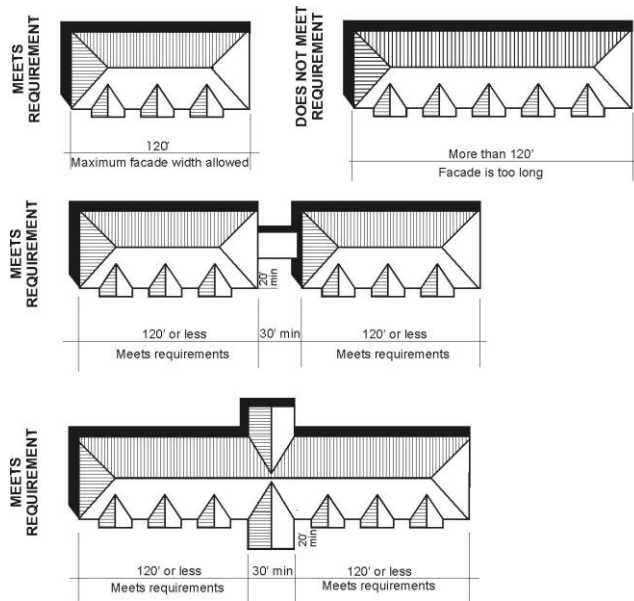 MEETS
REQUIREMENT
120'
Maximum facade width allowed
DOES NOT MEET
REQUIREMENT
More than 120'
Facade is too long
MEETS
REQUIREMENT
20'
min
120' or less
30' min
120' or less
Meets requirements
Meets requirements
MEETS
REQUIREMENT
20'
min
120' or less
30' min
120' or less
Meets requirements
Meets requirements